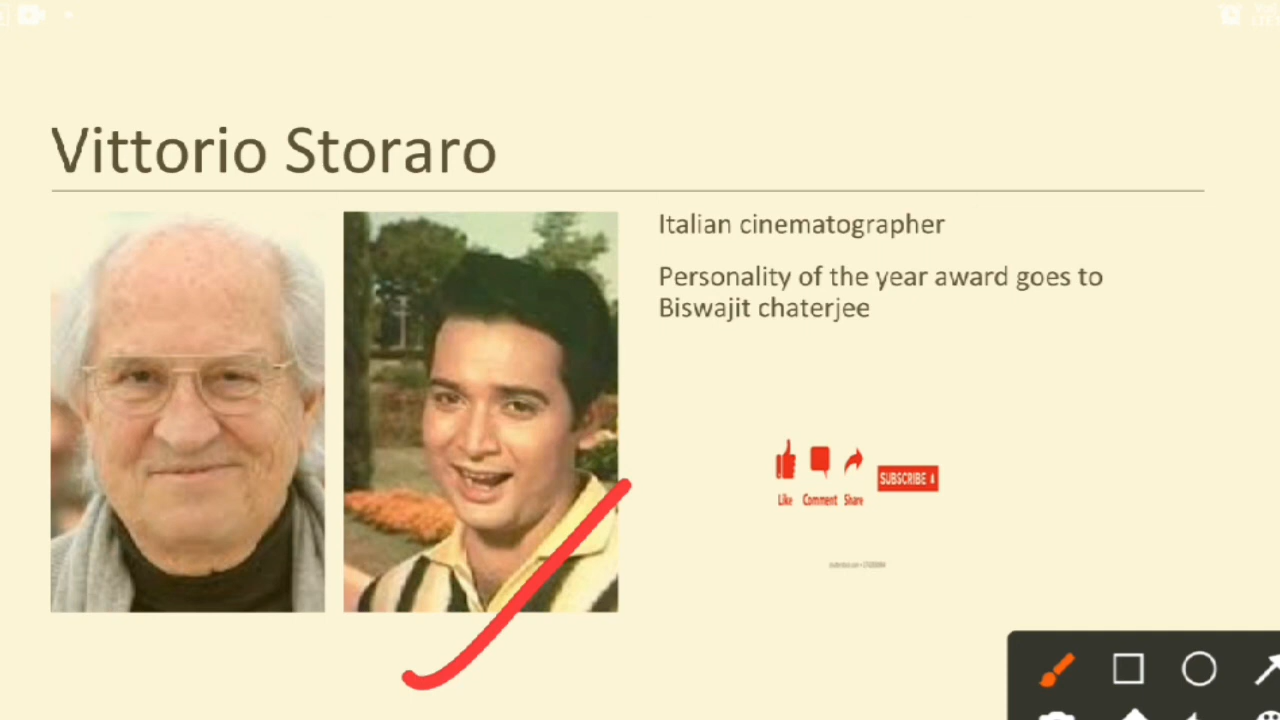 Vittorio Storaro
Italian cinematographer
Personality of the year award goes to
Biswajit chaterjee
Like Comment Share SUBSCRIBE